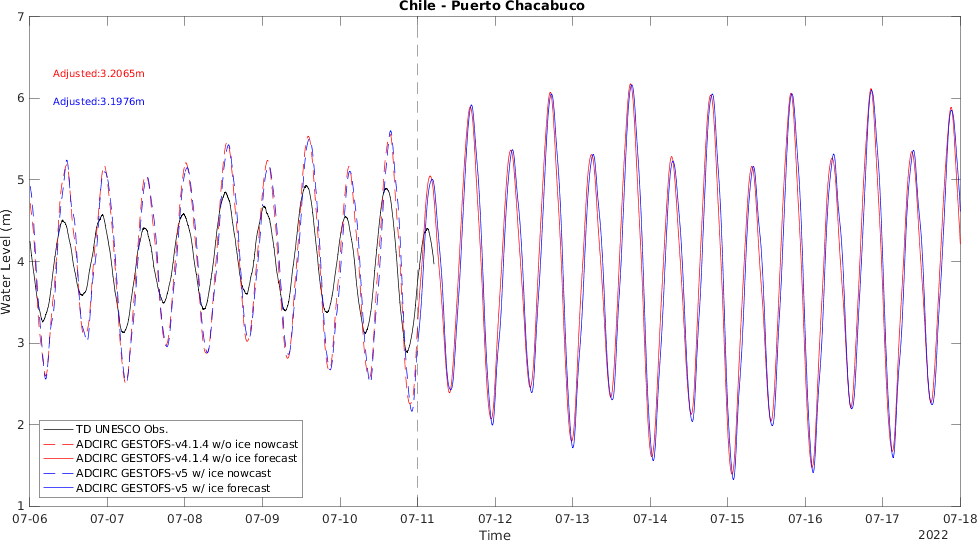 Chile - Puerto Chacabuco
7
6
5
4
3
2
1
Water Level (m)
Adjusted:3.2065m
Adjusted:3.1976m
TD UNESCO Obs.
ADCIRC GESTOFS-v4.1.4 w/o ice nowcast
ADCIRC GESTOFS-v4.1.4 w/o ice forecast
ADCIRC GESTOFS-v5 w/ ice nowcast
ADCIRC GESTOFS-v5 w/ ice forecast
07-06 07-07 07-08 07-09 07-10 07-11 07-12 07-13 07-14 07-15 07-16 07-17 07-18
Time
2022